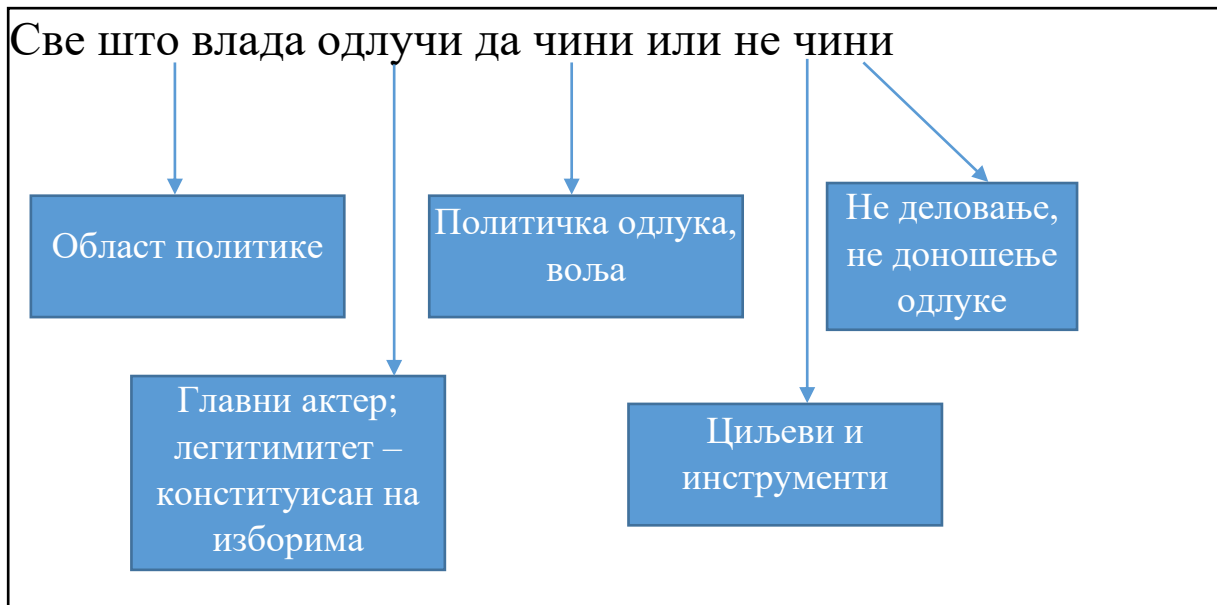 Све што влада одлучи да чини или не чини
Област политике
Политичка одлука,
воља
Не деловање,
не доношење
одлуке
Главни актер;
легитимитет –
конституисан на
изборима
Циљеви и
инструменти